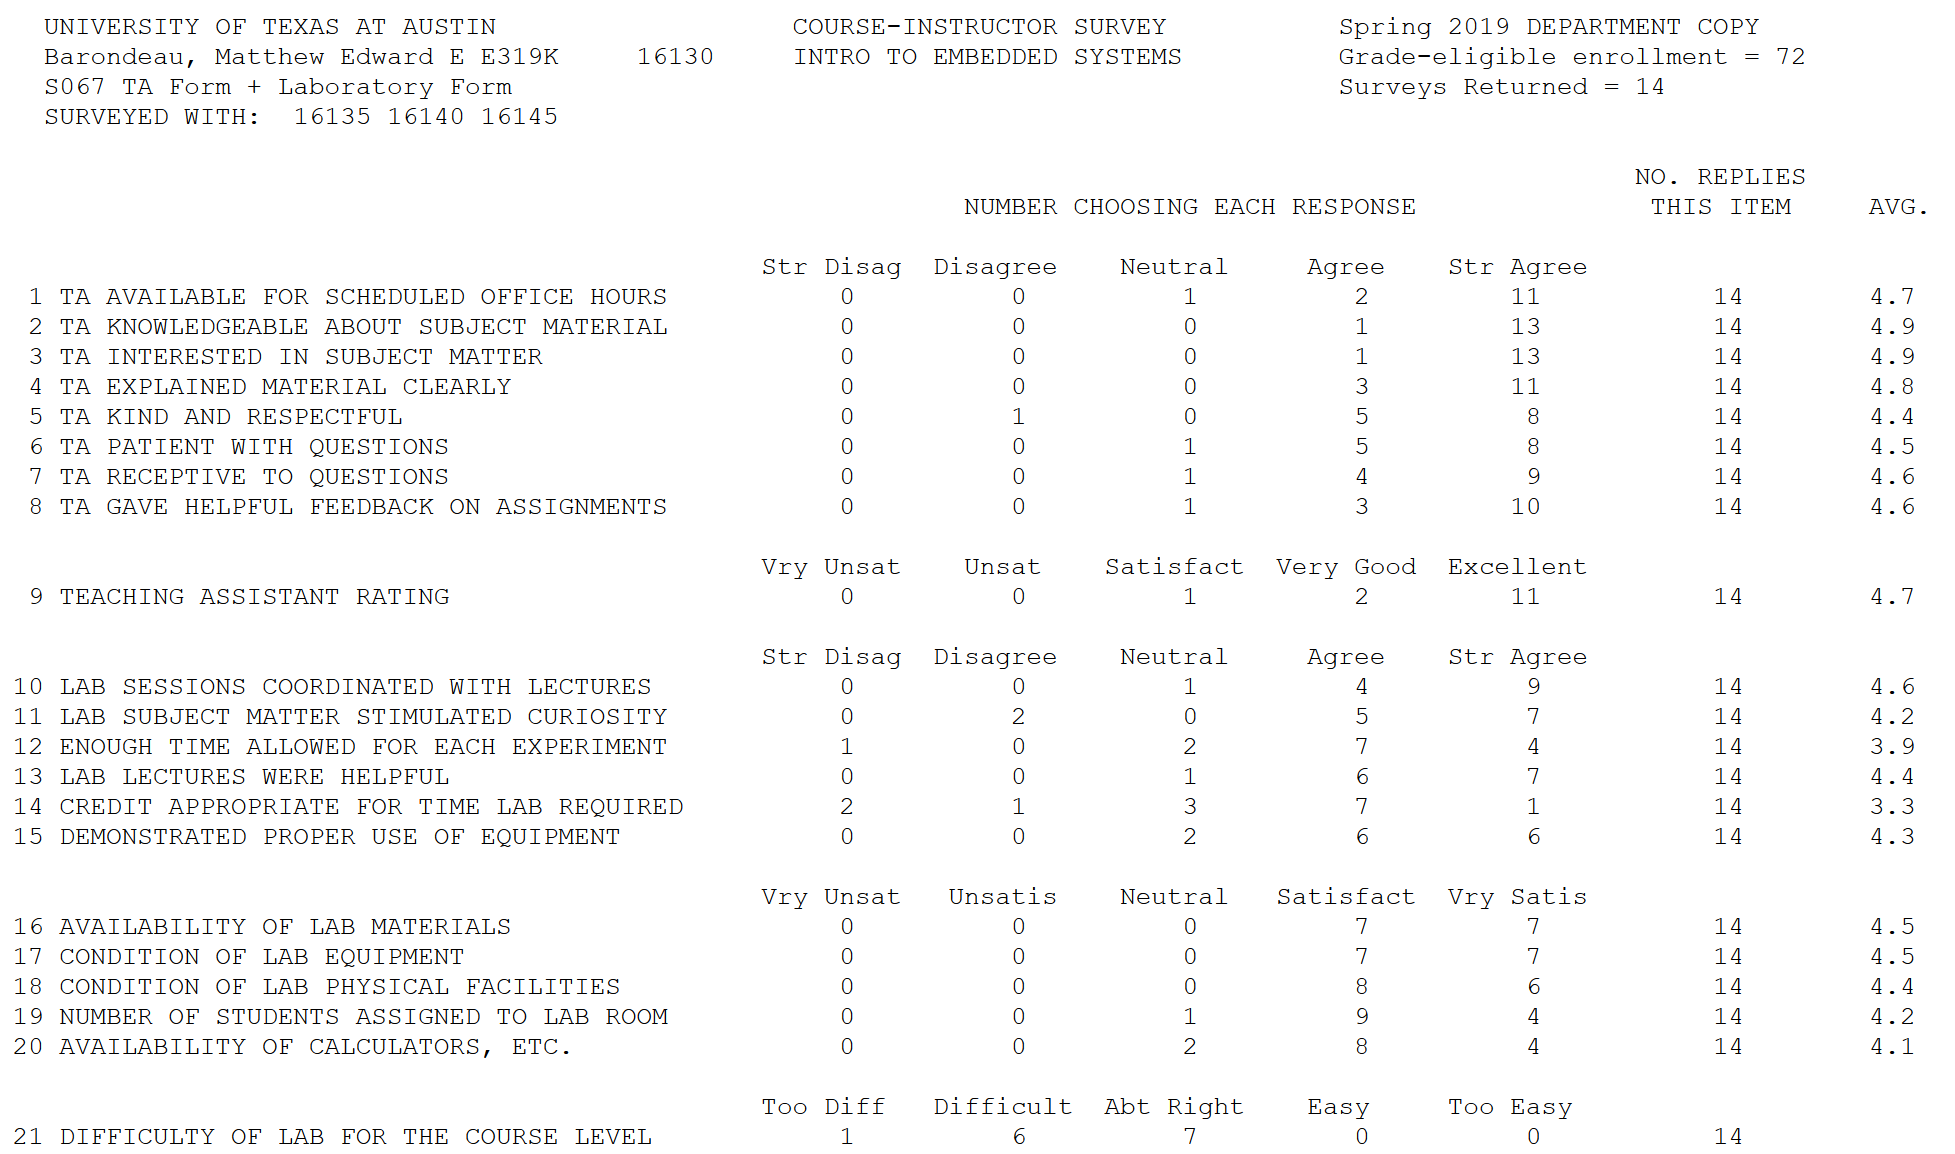 UNIVERSITY OF TEXAS AT AUSTIN COURSE-INSTRUCTOR SURVEY Spring 2019 DEPARTMENT COPY
Barondeau, Matthew Edward E E319K 16130 INTRO TO EMBEDDED SYSTEMS Grade-eligible enrollment = 72
S067 TA Form + Laboratory Form Surveys Returned = 14
SURVEYED WITH: 16135 16140 16145
NO. REPLIES
NUMBER CHOOSING EACH RESPONSE THIS ITEM AVG.
Str Disag Disagree Neutral Agree Str Agree
1 TA AVAILABLE FOR SCHEDULED OFFICE HOURS 0 0 1 2 11 14 4.7
2 TA KNOWLEDGEABLE ABOUT SUBJECT MATERIAL 0 0 0 1 13 14 4.9
3 TA INTERESTED IN SUBJECT MATTER 0 0 0 1 13 14 4.9
4 TA EXPLAINED MATERIAL CLEARLY 0 0 0 3 11 14 4.8
5 TA KIND AND RESPECTFUL 0 1 0 5 8 14 4.4
6 TA PATIENT WITH QUESTIONS 0 0 1 5 8 14 4.5
7 TA RECEPTIVE TO QUESTIONS 0 0 1 4 9 14 4.6
8 TA GAVE HELPFUL FEEDBACK ON ASSIGNMENTS 0 0 1 3 10 14 4.6
Vry Unsat Unsat Satisfact Very Good Excellent
9 TEACHING ASSISTANT RATING 0 0 1 2 11 14 4.7
Str Disag Disagree Neutral Agree Str Agree
10 LAB SESSIONS COORDINATED WITH LECTURES 0 0 1 4 9 14 4.6
11 LAB SUBJECT MATTER STIMULATED CURIOSITY 0 2 0 5 7 14 4.2
12 ENOUGH TIME ALLOWED FOR EACH EXPERIMENT 1 0 2 7 4 14 3.9
13 LAB LECTURES WERE HELPFUL 0 0 1 6 7 14 4.4
14 CREDIT APPROPRIATE FOR TIME LAB REQUIRED 2 1 3 7 1 14 3.3
15 DEMONSTRATED PROPER USE OF EQUIPMENT 0 0 2 6 6 14 4.3
Vry Unsat Unsatis Neutral Satisfact Vry Satis
16 AVAILABILITY OF LAB MATERIALS 0 0 0 7 7 14 4.5
17 CONDITION OF LAB EQUIPMENT 0 0 0 7 7 14 4.5
18 CONDITION OF LAB PHYSICAL FACILITIES 0 0 0 8 6 14 4.4
19 NUMBER OF STUDENTS ASSIGNED TO LAB ROOM 0 0 1 9 4 14 4.2
20 AVAILABILITY OF CALCULATORS, ETC. 0 0 2 8 4 14 4.1
Too Diff Difficult Abt Right Easy Too Easy
21 DIFFICULTY OF LAB FOR THE COURSE LEVEL 1 6 7 0 0 14